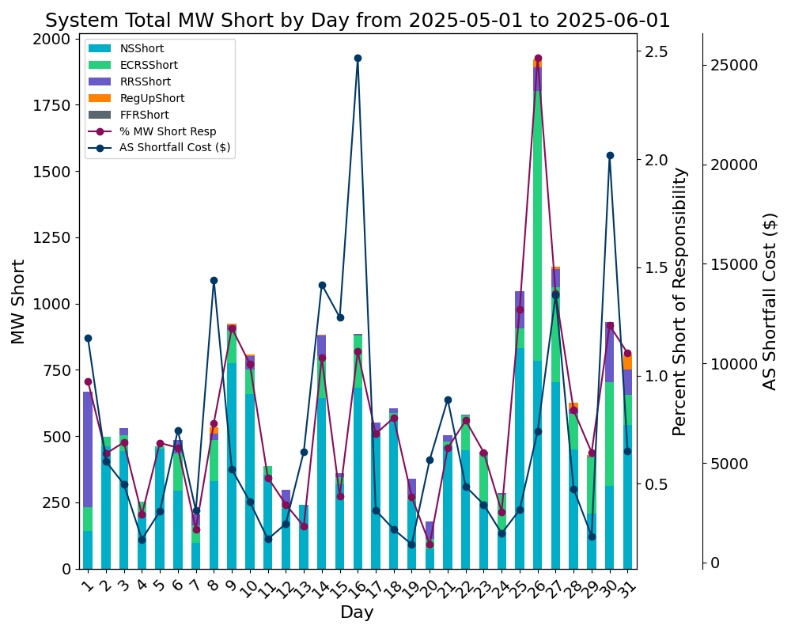 System Total MW Short by Day from 2025-05-01 to 2025-06-01
NSShort
ECRSShort
RRSShort
RegUpShort
FFRShort
% MW Short Resp
AS Shortfall Cost ($)
MW Short
2000
1750
1500
1250
1000
750
500
250
0
2.5
2.0
1.5
1.0
0.5
Percent Short of Responsibility
25000
20000
15000
10000
5000
0
AS Shortfall Cost ($)
1 2 3 4 5 6 7 8 9 10 11 12 13 14 15 16 17 18 19 20 21 22 23 24 25 26 27 28 29 30 31
Day